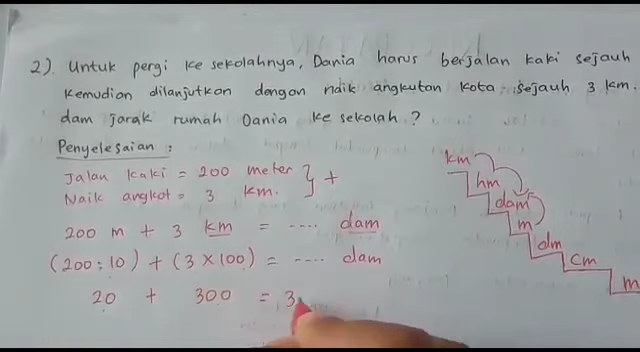 2). Untuk pergi ke sekolahnya, Dania harus berjalan kaki sejauh
kemudian dilanjutkan dengan naik angkutan kota sejauh 3 km.
dam jarak rumah Dania ke sekolah ?
Penyelesaian :
Jalan kaki = 200 meter } +
Naik angkot = 3 km.
200 m + 3 km = .... dam
(200 : 10) + (3 x 100) = .... dam
20 + 300 = 3
km
hm
dam
m
dm
cm
m